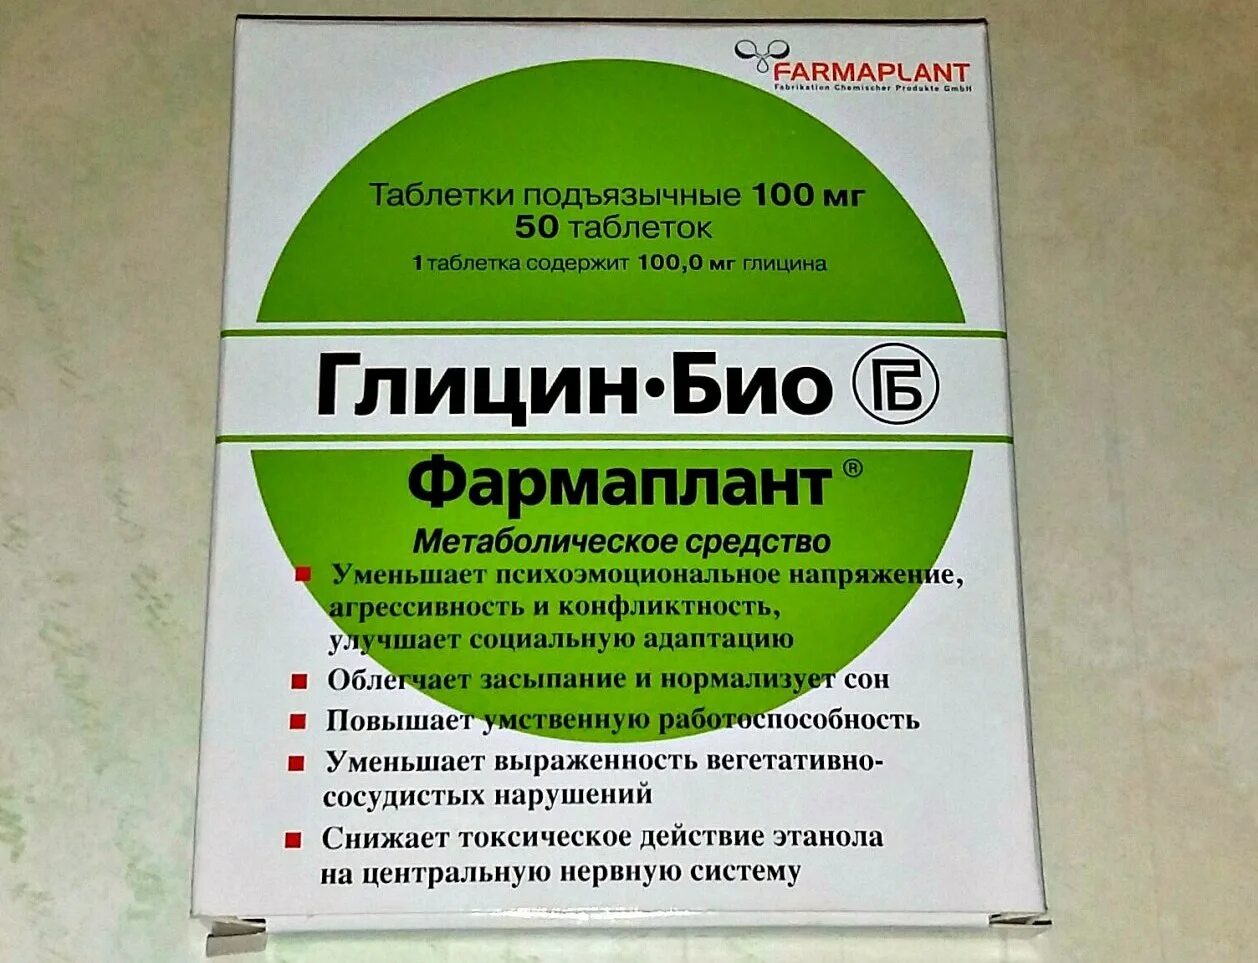 FARMAPLANT
Fabrikation Chemischer Produkte GmbH
Таблетки подъязычные 100 мг
50 таблеток
1 таблетка содержит 100,0 мг глицина
Глицин•Био ГБ
Фармаплант®
Метаболическое средство
Уменьшает психоэмоциональное напряжение,
агрессивность и конфликтность,
улучшает социальную адаптацию
Облегчает засыпание и нормализует сон
Повышает умственную работоспособность
Уменьшает выраженность вегетативно-
сосудистых нарушений
Снижает токсическое действие этанола
на центральную нервную систему